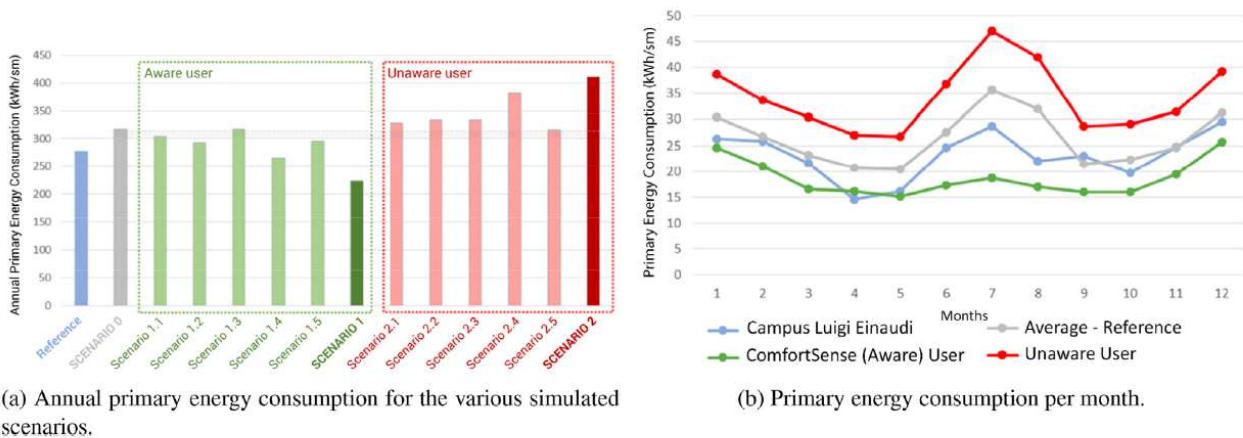 Annual Primary Energy Consumption (kWh/sm)
450
400
350
300
250
200
150
100
50
0
Aware user
Unaware user
Reference
SCENARIO 0
Scenario 1.1
Scenario 1.2
Scenario 1.3
Scenario 1.4
Scenario 1.5
SCENARIO 1
Scenario 2.1
Scenario 2.2
Scenario 2.3
Scenario 2.4
Scenario 2.5
SCENARIO 2
(a) Annual primary energy consumption for the various simulated
scenarios.
Primary Energy Consumption (kWh/sm)
50
45
40
35
30
25
20
15
10
5
0
1 2 3 4 5 6 7 8 9 10 11 12
Months
Campus Luigi Einaudi
Average - Reference
ComfortSense (Aware) User
Unaware User
(b) Primary energy consumption per month.